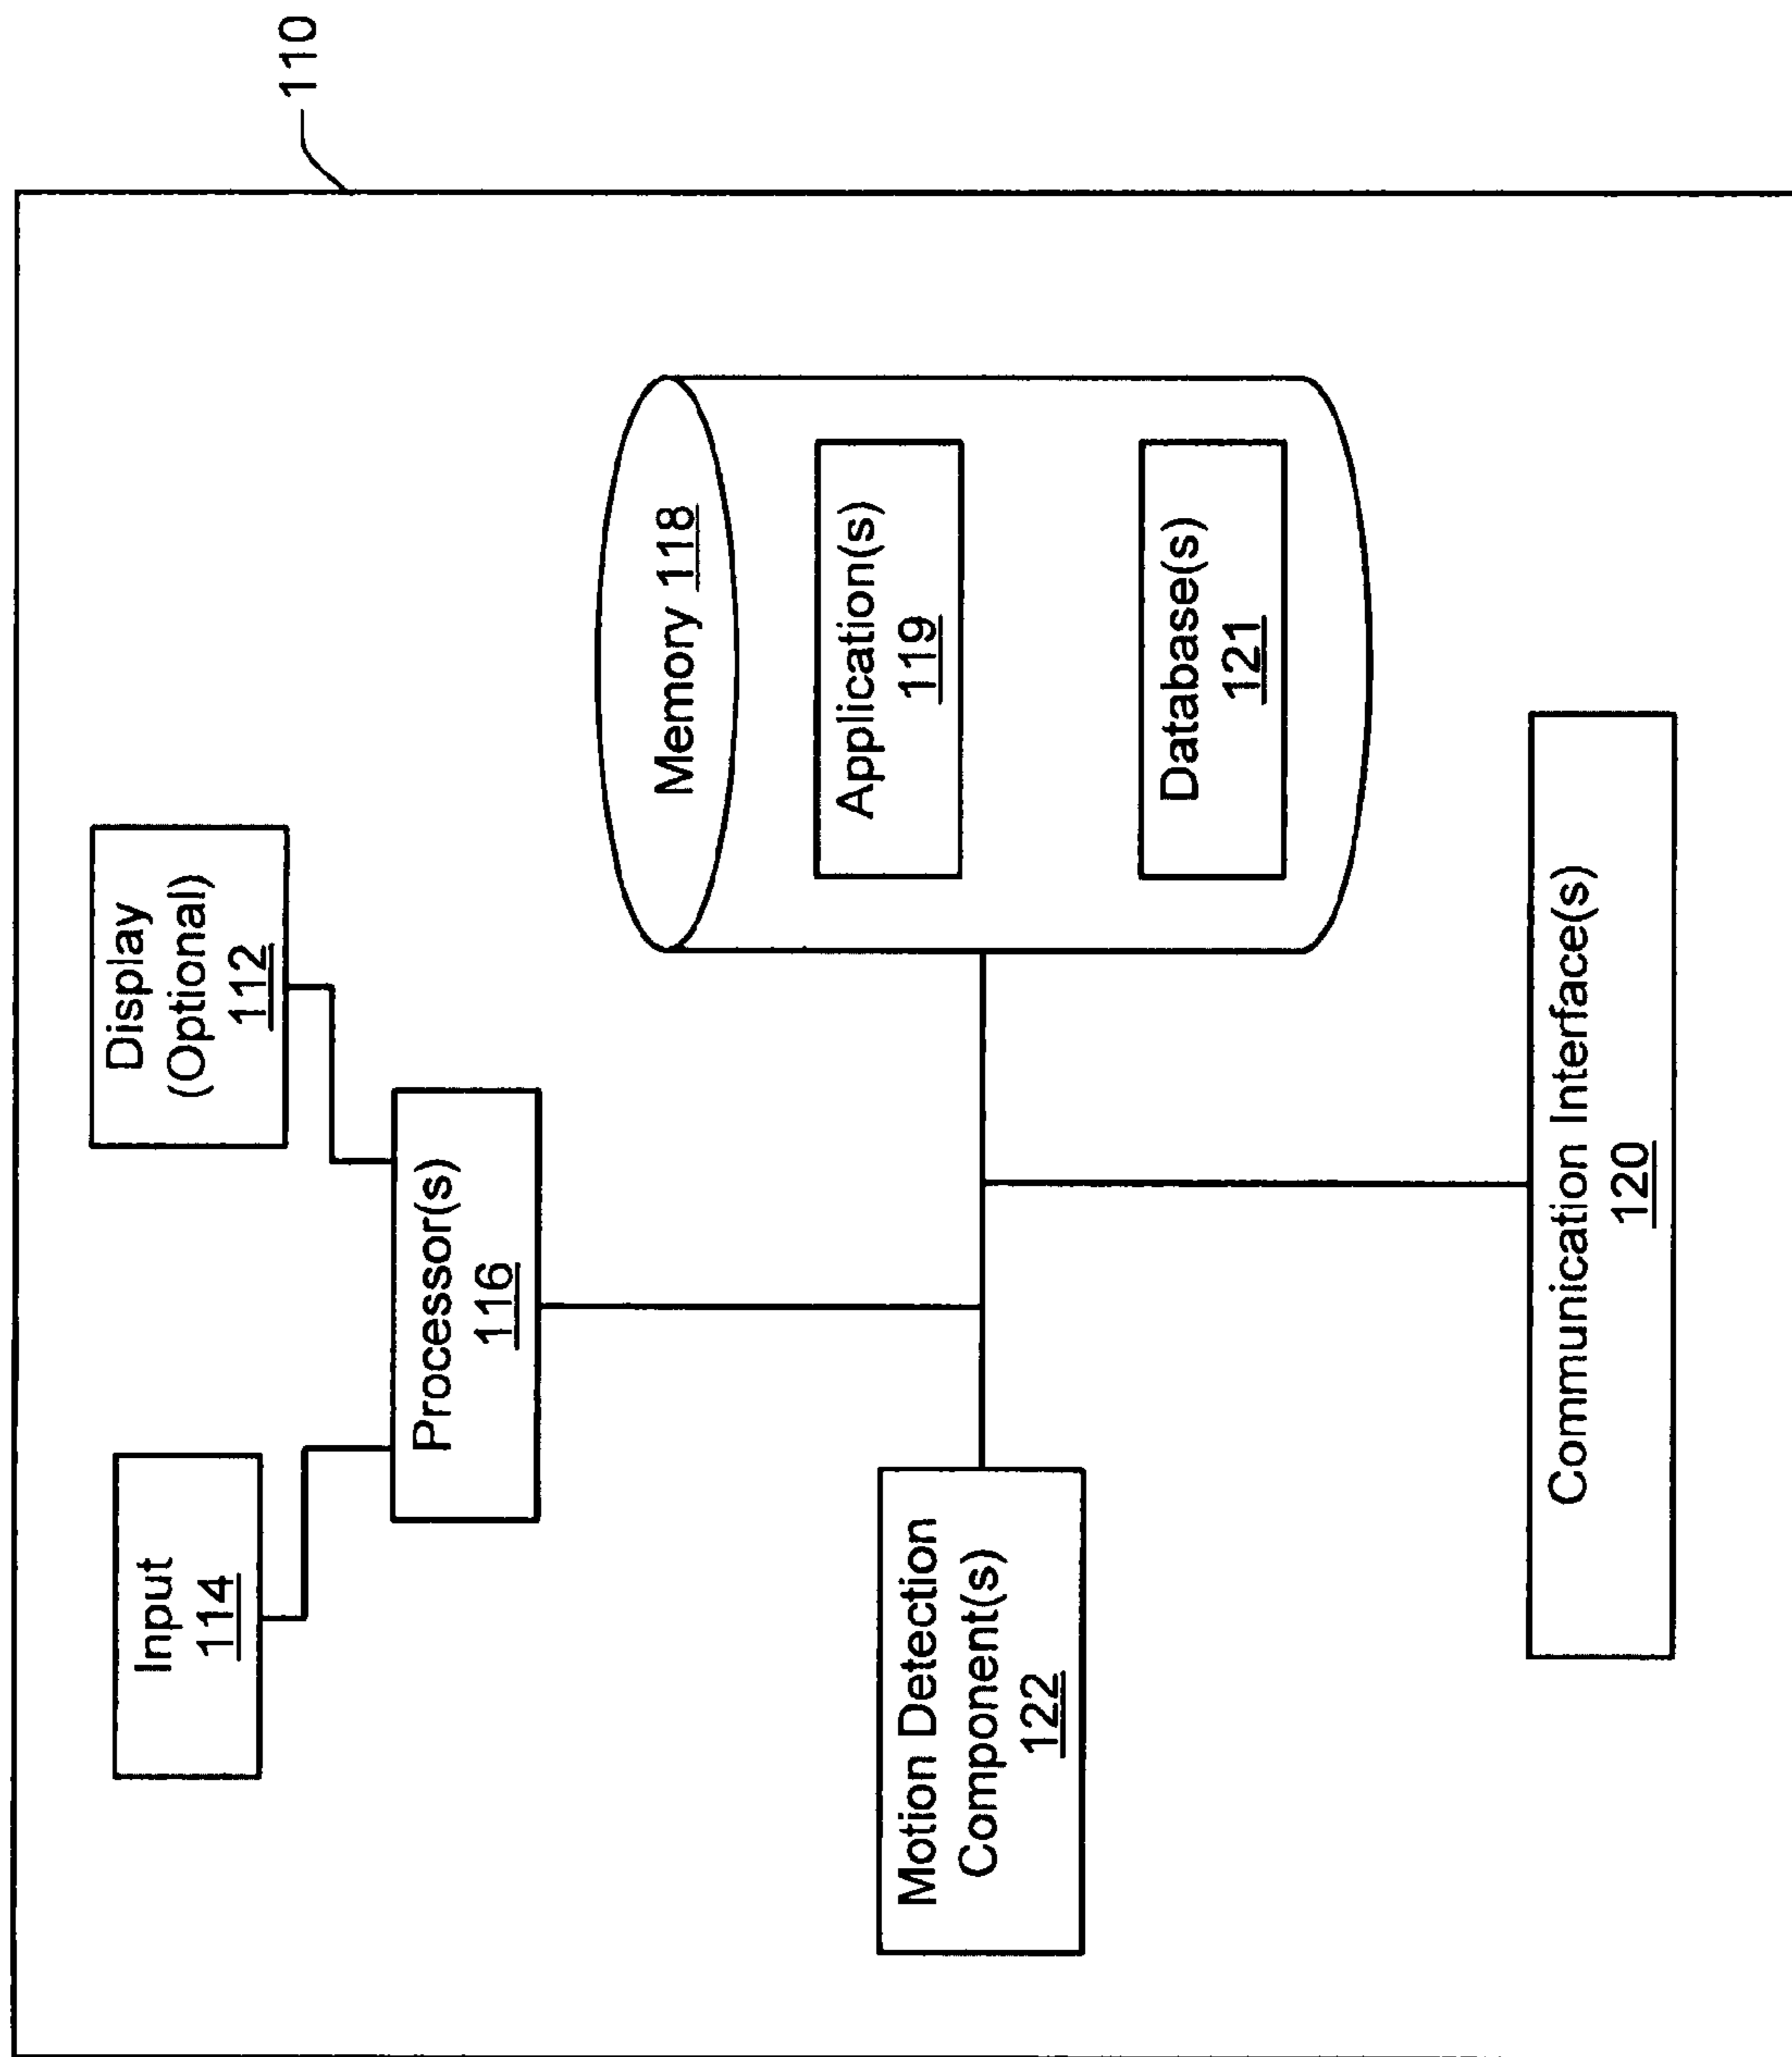 110
Input
114
Display
(Optional)
112
Processor(s)
116
Memory 118
Application(s)
119
Database(s)
121
Motion Detection
Component(s)
122
Communication Interface(s)
120